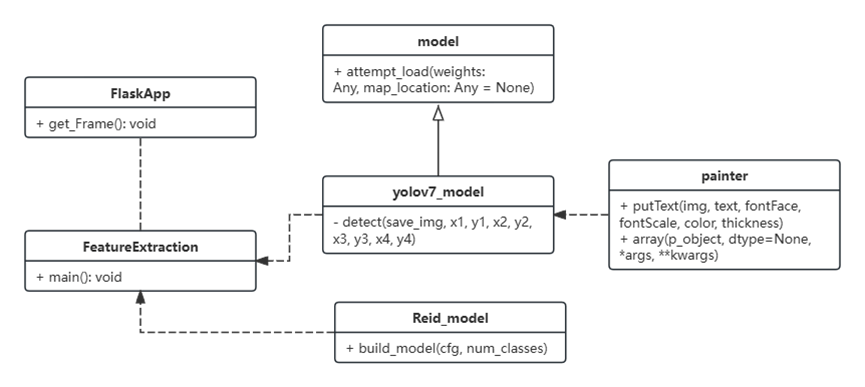 model
+ attempt_load(weights:
Any, map_location: Any = None)
FlaskApp
+ get_Frame(): void
yolov7_model
- detect(save_img, x1, y1, x2, y2,
x3, y3, x4, y4)
painter
+ putText(img, text, fontFace,
fontScale, color, thickness)
+ array(p_object, dtype=None,
*args, **kwargs)
FeatureExtraction
+ main(): void
Reid_model
+ build_model(cfg, num_classes)